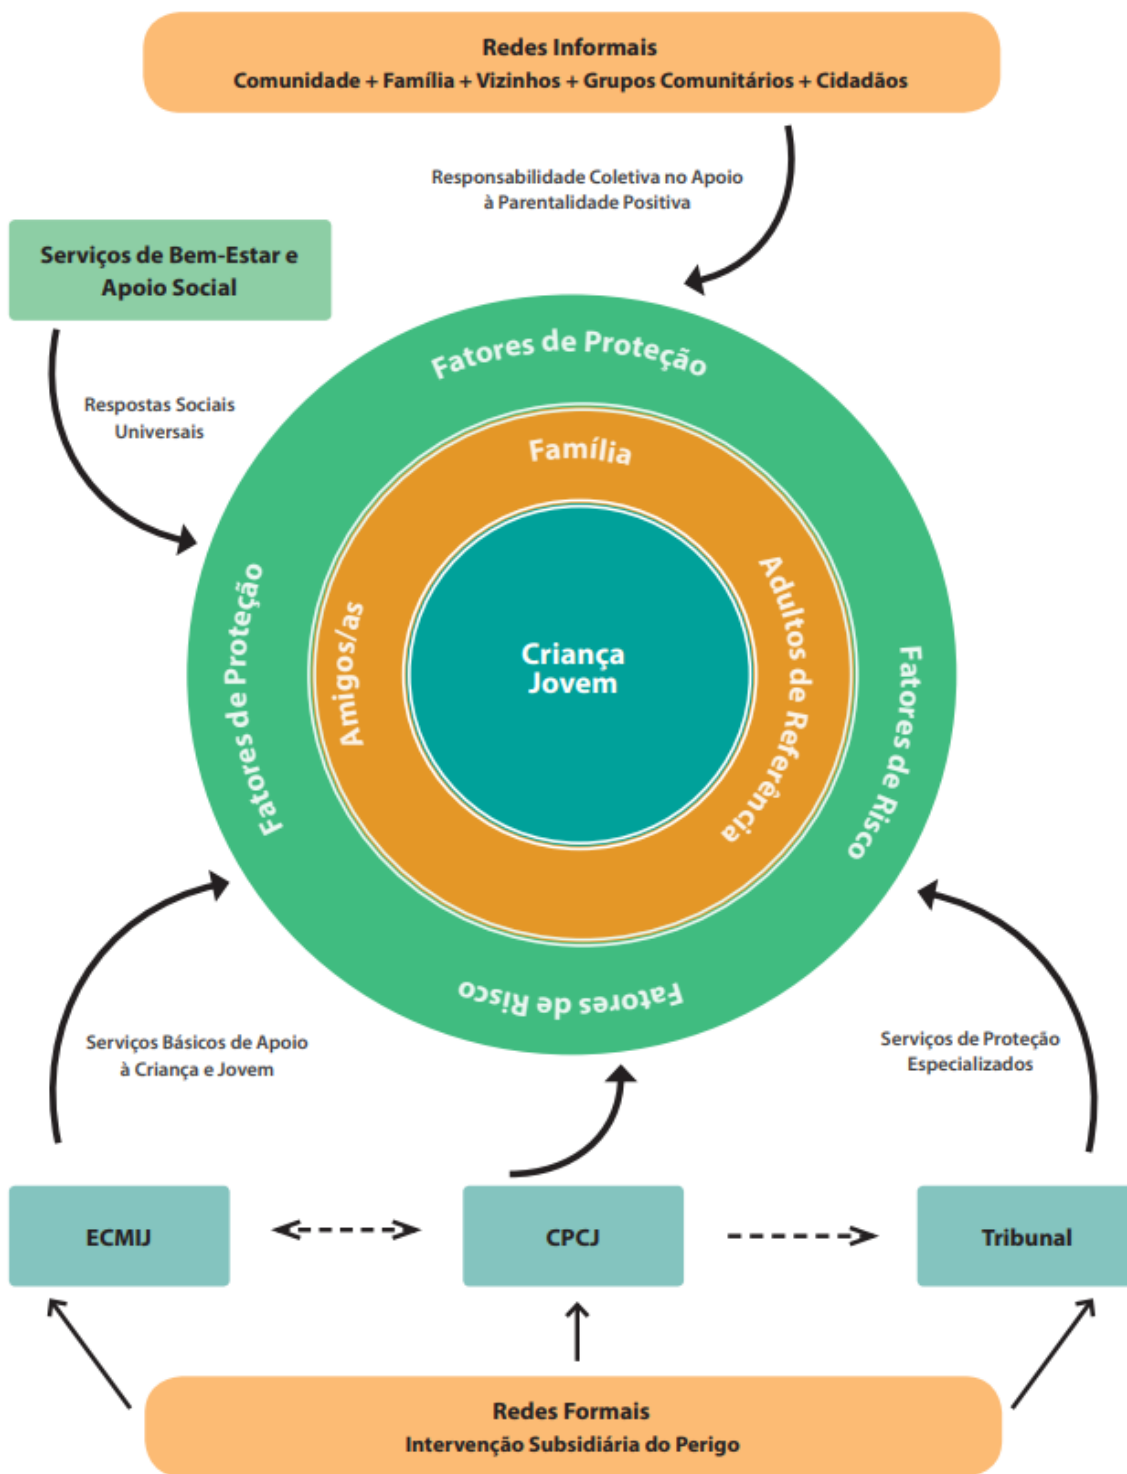 Redes Informais
Comunidade + Família + Vizinhos + Grupos Comunitários + Cidadãos
Responsabilidade Coletiva no Apoio
à Parentalidade Positiva
Serviços de Bem-Estar e
Apoio Social
Respostas Sociais
Universais
Fatores de Proteção
Família
Fatores de Proteção
Amigos/as
Criança
Jovem
Adultos de Referência
Fatores de Risco
Fatores de Risco
Serviços Básicos de Apoio
à Criança e Jovem
Serviços de Proteção
Especializados
ECMIJ
CPCJ
Tribunal
Redes Formais
Intervenção Subsidiária do Perigo